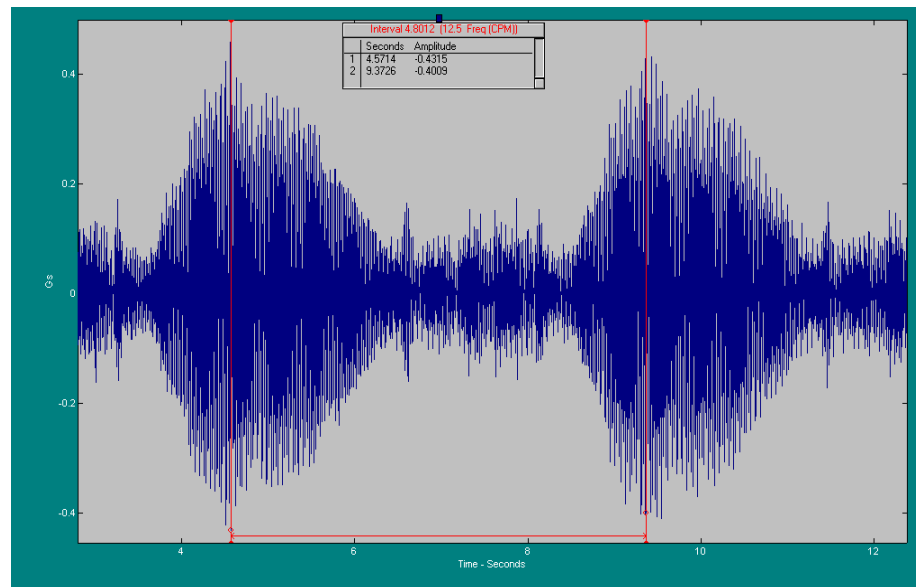 Interval 4.8012 (12.5 Freq (CPM))
Seconds Amplitude
1 4.5714 -0.4315
2 9.3726 -0.4009
0.4
0.2
0
-0.2
-0.4
Gs
4 6 8 10 12
Time - Seconds